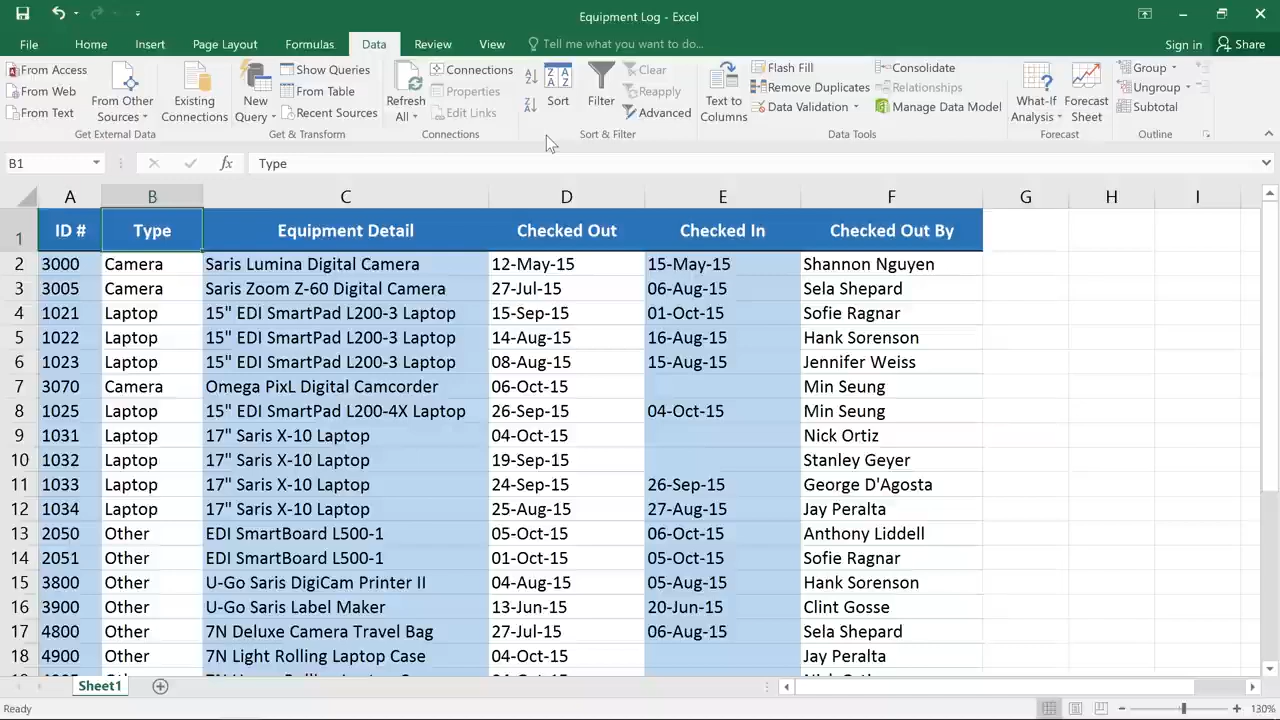 Equipment Log - Excel
File Home Insert Page Layout Formulas Data Review View Tell me what you want to do... Sign in Share
From Access
From Web
From Text
From Other Sources
Get External Data
Existing Connections
New Query
Show Queries
From Table
Recent Sources
Get & Transform
Refresh All
Connections
Properties
Edit Links
Connections
Sort
Filter
Clear
Reapply
Advanced
Sort & Filter
Text to Columns
Flash Fill
Remove Duplicates
Data Validation
Consolidate
Relationships
Manage Data Model
Data Tools
What-If Analysis
Forecast Sheet
Forecast
Group
Ungroup
Subtotal
Outline
B1 fx Type
A B C D E F G H I
1 ID # Type Equipment Detail Checked Out Checked In Checked Out By
2 3000 Camera Saris Lumina Digital Camera 12-May-15 15-May-15 Shannon Nguyen
3 3005 Camera Saris Zoom Z-60 Digital Camera 27-Jul-15 06-Aug-15 Sela Shepard
4 1021 Laptop 15" EDI SmartPad L200-3 Laptop 15-Sep-15 01-Oct-15 Sofie Ragnar
5 1022 Laptop 15" EDI SmartPad L200-3 Laptop 14-Aug-15 16-Aug-15 Hank Sorenson
6 1023 Laptop 15" EDI SmartPad L200-3 Laptop 08-Aug-15 15-Aug-15 Jennifer Weiss
7 3070 Camera Omega PixL Digital Camcorder 06-Oct-15 Min Seung
8 1025 Laptop 15" EDI SmartPad L200-4X Laptop 26-Sep-15 04-Oct-15 Min Seung
9 1031 Laptop 17" Saris X-10 Laptop 04-Oct-15 Nick Ortiz
10 1032 Laptop 17" Saris X-10 Laptop 19-Sep-15 Stanley Geyer
11 1033 Laptop 17" Saris X-10 Laptop 24-Sep-15 26-Sep-15 George D'Agosta
12 1034 Laptop 17" Saris X-10 Laptop 25-Aug-15 27-Aug-15 Jay Peralta
13 2050 Other EDI SmartBoard L500-1 05-Oct-15 06-Oct-15 Anthony Liddell
14 2051 Other EDI SmartBoard L500-1 01-Oct-15 05-Oct-15 Sofie Ragnar
15 3800 Other U-Go Saris DigiCam Printer II 04-Aug-15 05-Aug-15 Hank Sorenson
16 3900 Other U-Go Saris Label Maker 13-Jun-15 20-Jun-15 Clint Gosse
17 4800 Other 7N Deluxe Camera Travel Bag 27-Jul-15 06-Aug-15 Sela Shepard
18 4900 Other 7N Light Rolling Laptop Case 04-Oct-15 Jay Peralta
Sheet1
Ready 130%